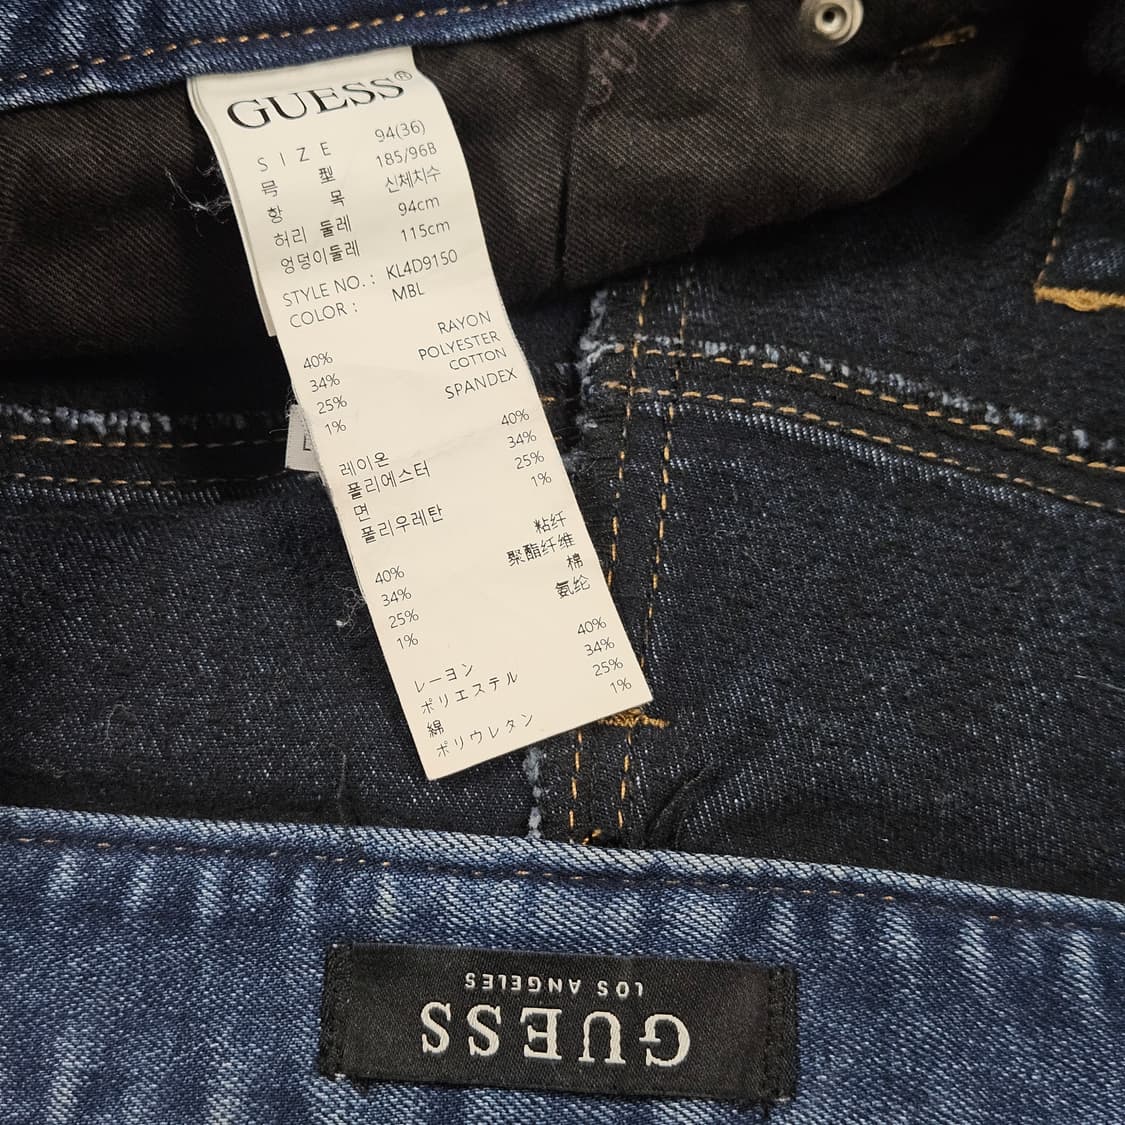 GUESS®
SIZE 94(36)
号 型 185/96B
항 목 신체치수
허리 둘레 94cm
엉덩이둘레 115cm
STYLE NO. : KL4D9150
COLOR : MBL
40% RAYON
34% POLYESTER
25% COTTON
1% SPANDEX
레이온 40%
폴리에스터 34%
면 25%
폴리우레탄 1%
40% 粘纤
34% 聚酯纤维
25% 棉
1% 氨纶
レーヨン 40%
ポリエステル 34%
綿 25%
ポリウレタン 1%
GUESS
LOS ANGELES